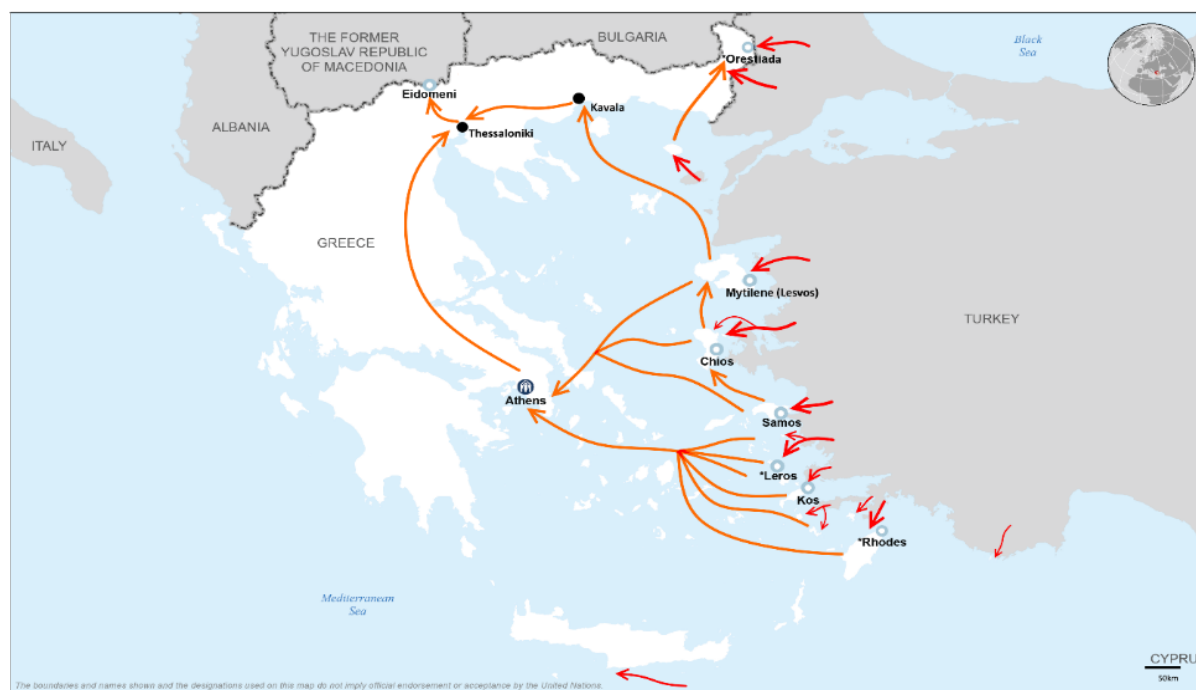 THE FORMER
YUGOSLAV REPUBLIC
OF MACEDONIA
BULGARIA
Black
Sea
*Orestiada
Eidomeni
Kavala
ALBANIA
Thessaloniki
ITALY
GREECE
Mytilene (Lesvos)
TURKEY
Chios
Athens
Samos
*Leros
Kos
*Rhodes
Mediterranean
Sea
CYPRU
50km
The boundaries and names shown and the designations used on this map do not imply official endorsement or acceptance by the United Nations.